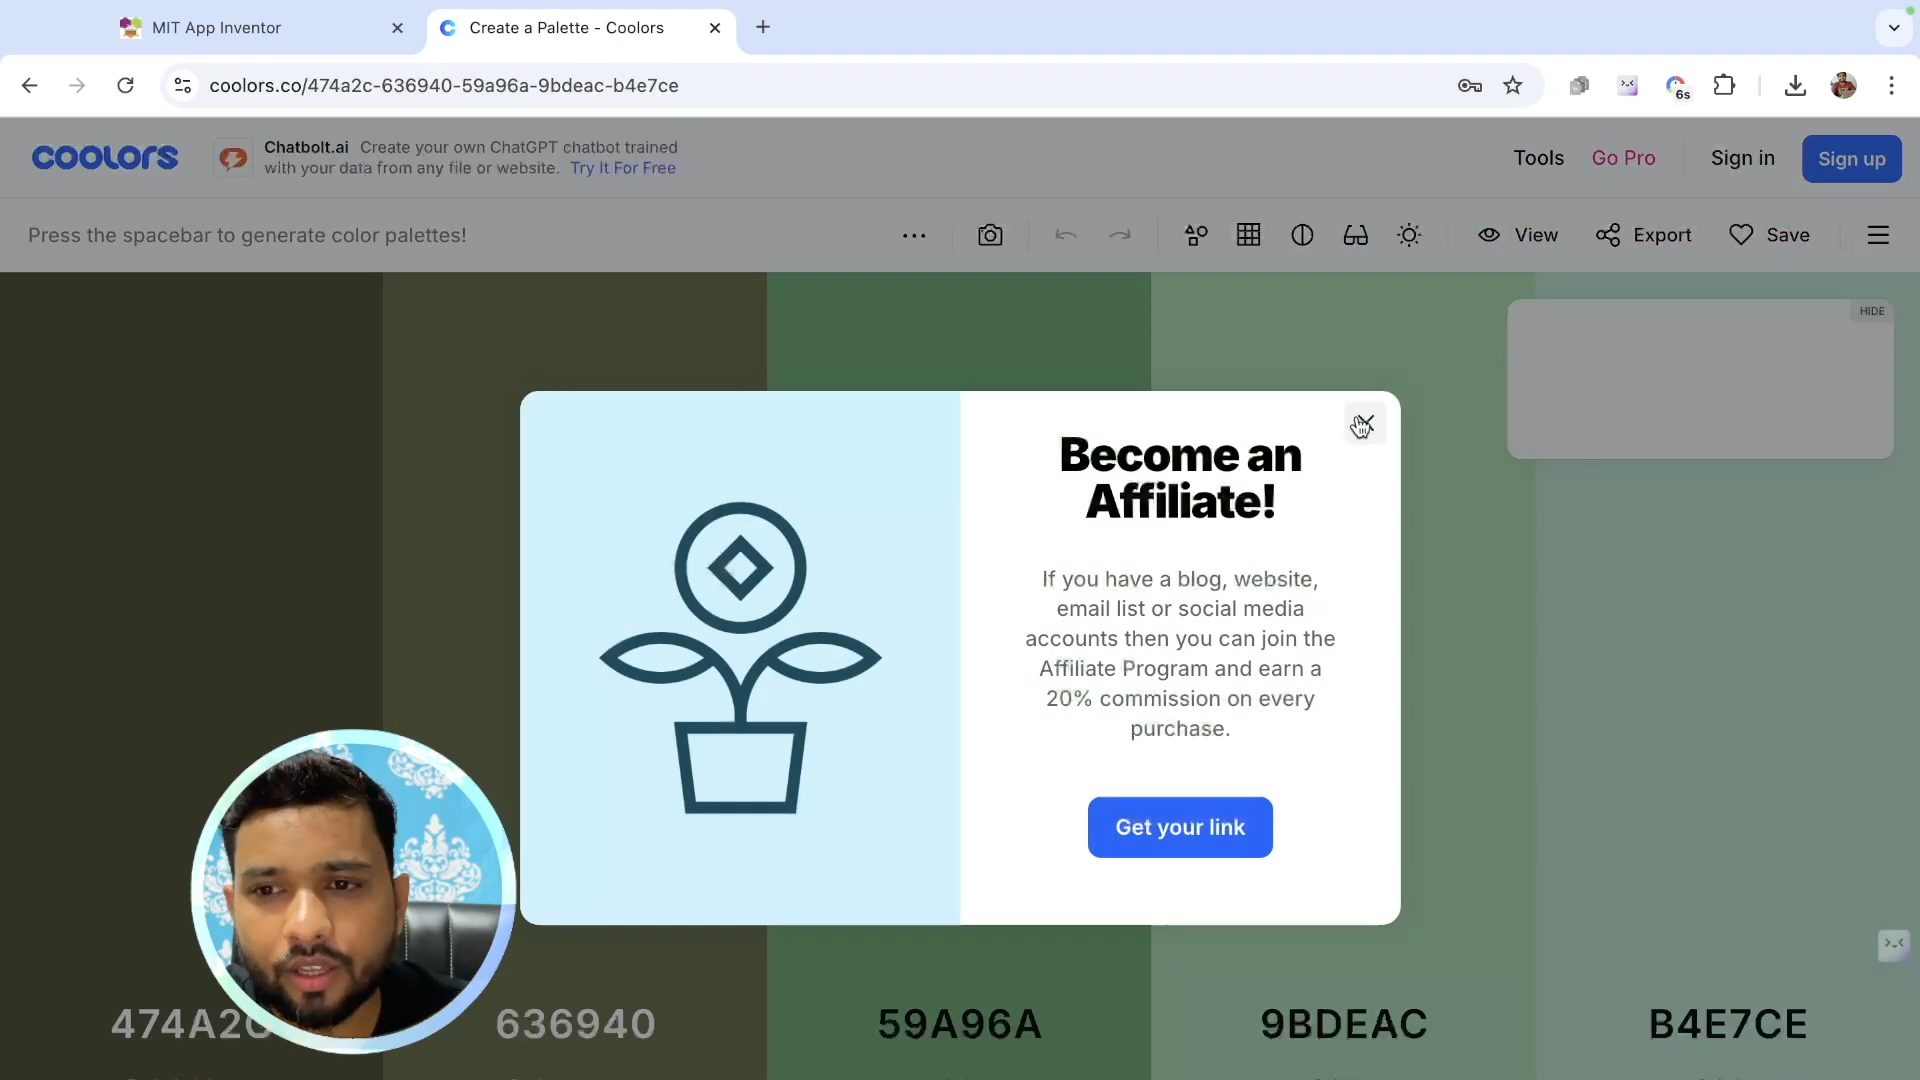 MIT App Inventor
Create a Palette - Coolors
coolors.co/474a2c-636940-59a96a-9bdeac-b4e7ce
6s
coolors
Chatbolt.ai Create your own ChatGPT chatbot trained
with your data from any file or website. Try It For Free
Tools
Go Pro
Sign in
Sign up
Press the spacebar to generate color palettes!
View
Export
Save
HIDE
Become an
Affiliate!
If you have a blog, website,
email list or social media
accounts then you can join the
Affiliate Program and earn a
20% commission on every
purchase.
Get your link
474A2C
636940
59A96A
9BDEAC
B4E7CE